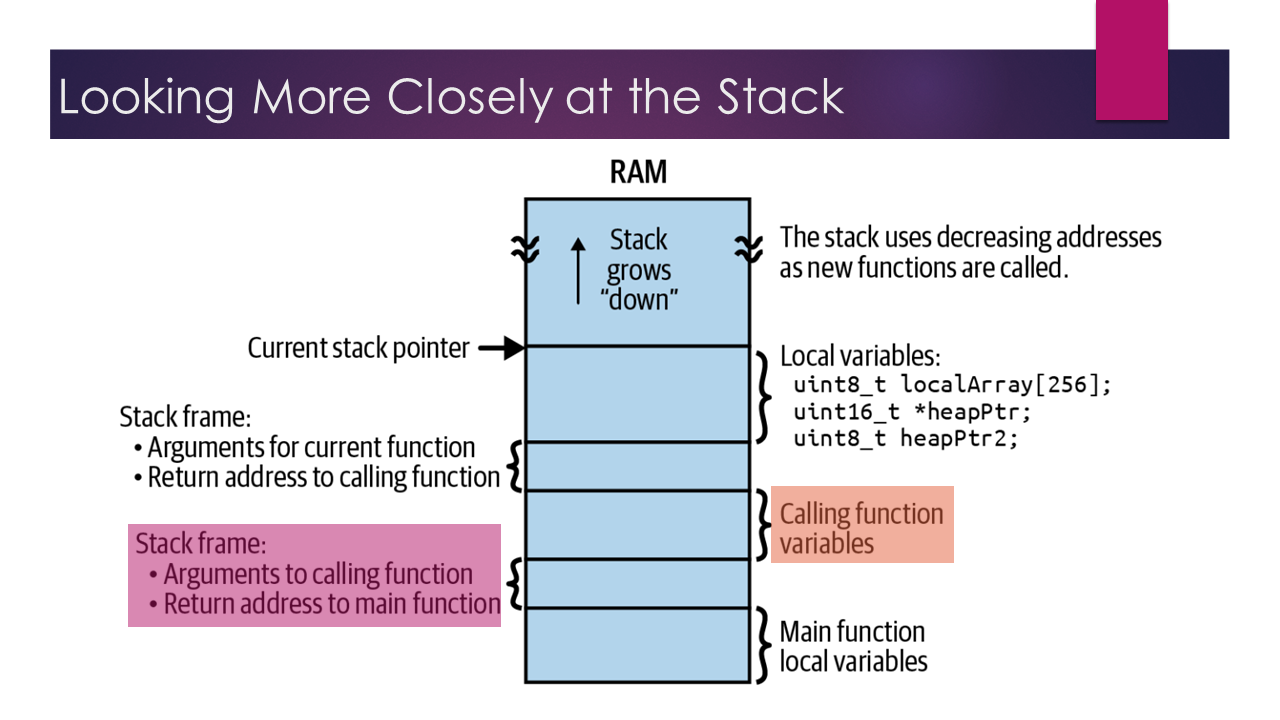 Looking More Closely at the Stack
RAM
Stack
grows
“down”
The stack uses decreasing addresses
as new functions are called.
Current stack pointer
Local variables:
uint8_t localArray[256];
uint16_t *heapPtr;
uint8_t heapPtr2;
Stack frame:
• Arguments for current function
• Return address to calling function
Calling function
variables
Stack frame:
• Arguments to calling function
• Return address to main function
Main function
local variables